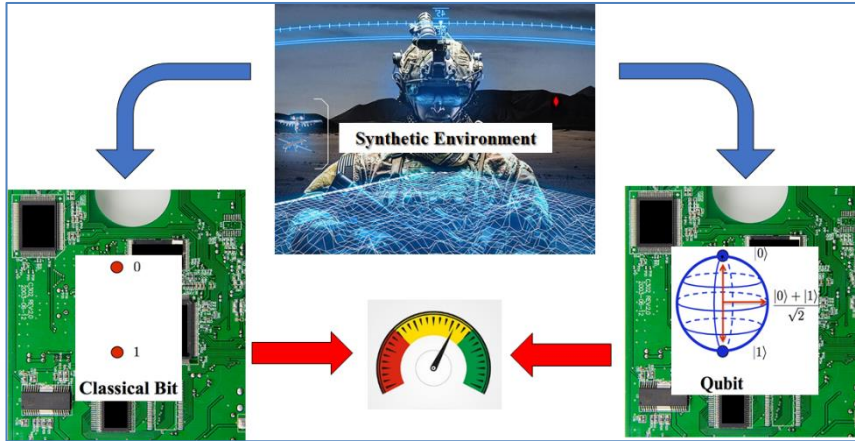 Synthetic Environment
0
1
Classical Bit
|0⟩
|0⟩ + |1⟩
√2
|1⟩
Qubit